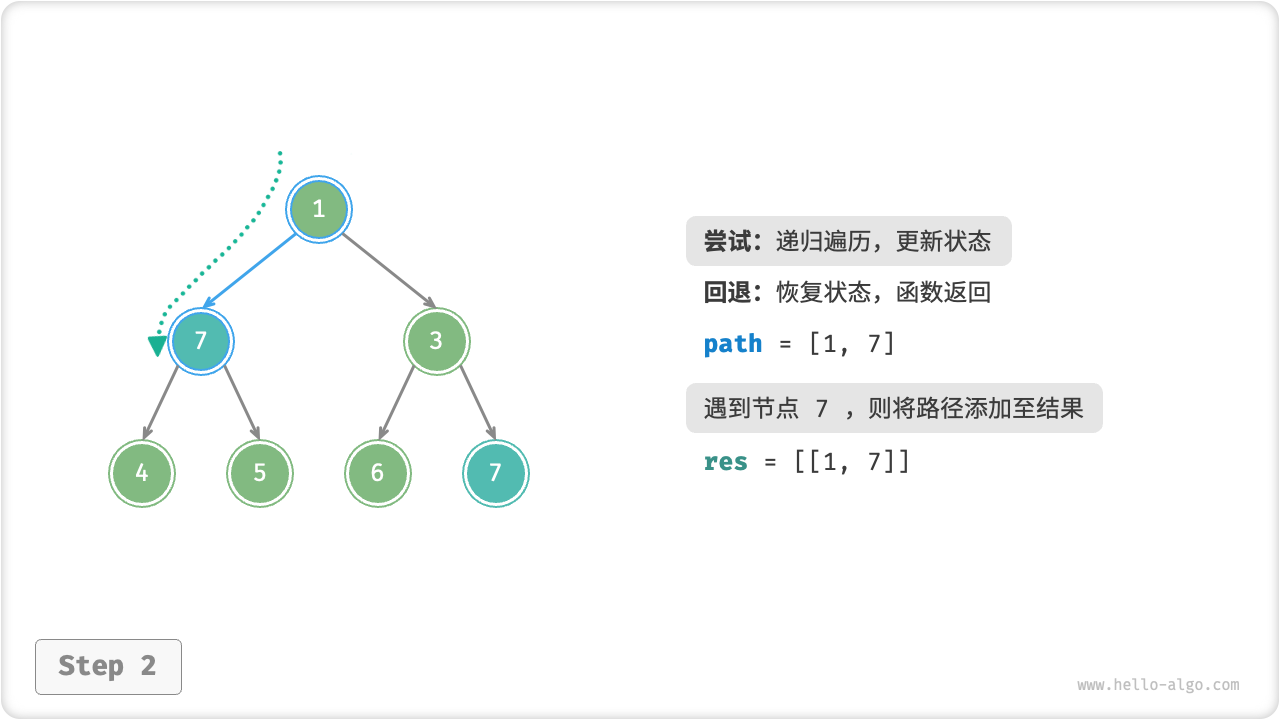 1
7
3
4
5
6
7
尝试：递归遍历，更新状态
回退：恢复状态，函数返回
path = [1, 7]
遇到节点 7 ，则将路径添加至结果
res = [[1, 7]]
Step 2
www.hello-algo.com